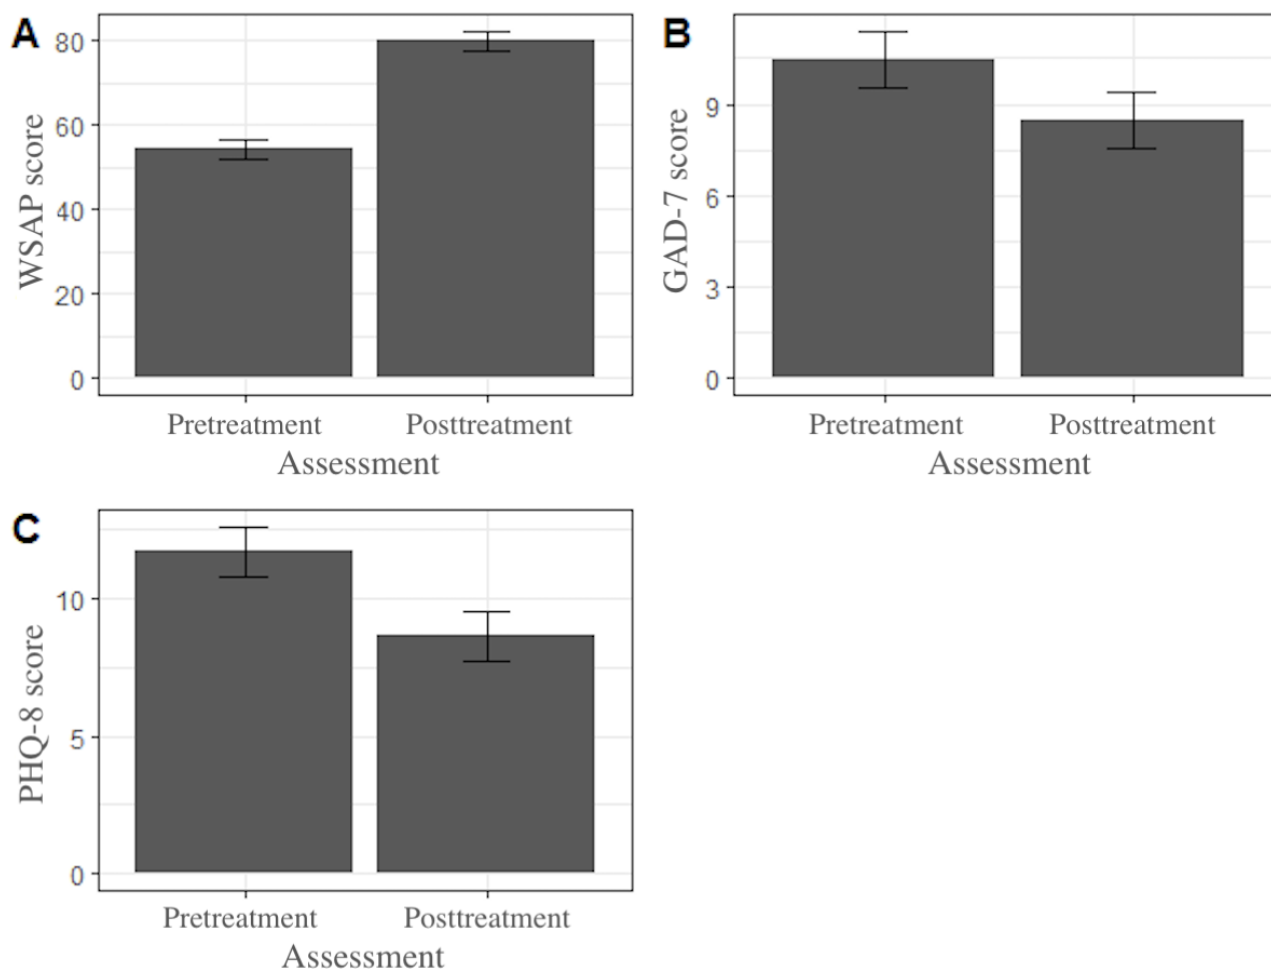 A
WSAP score
80
60
40
20
0
Pretreatment Posttreatment
Assessment
B
GAD-7 score
9
6
3
0
Pretreatment Posttreatment
Assessment
C
PHQ-8 score
10
5
0
Pretreatment Posttreatment
Assessment